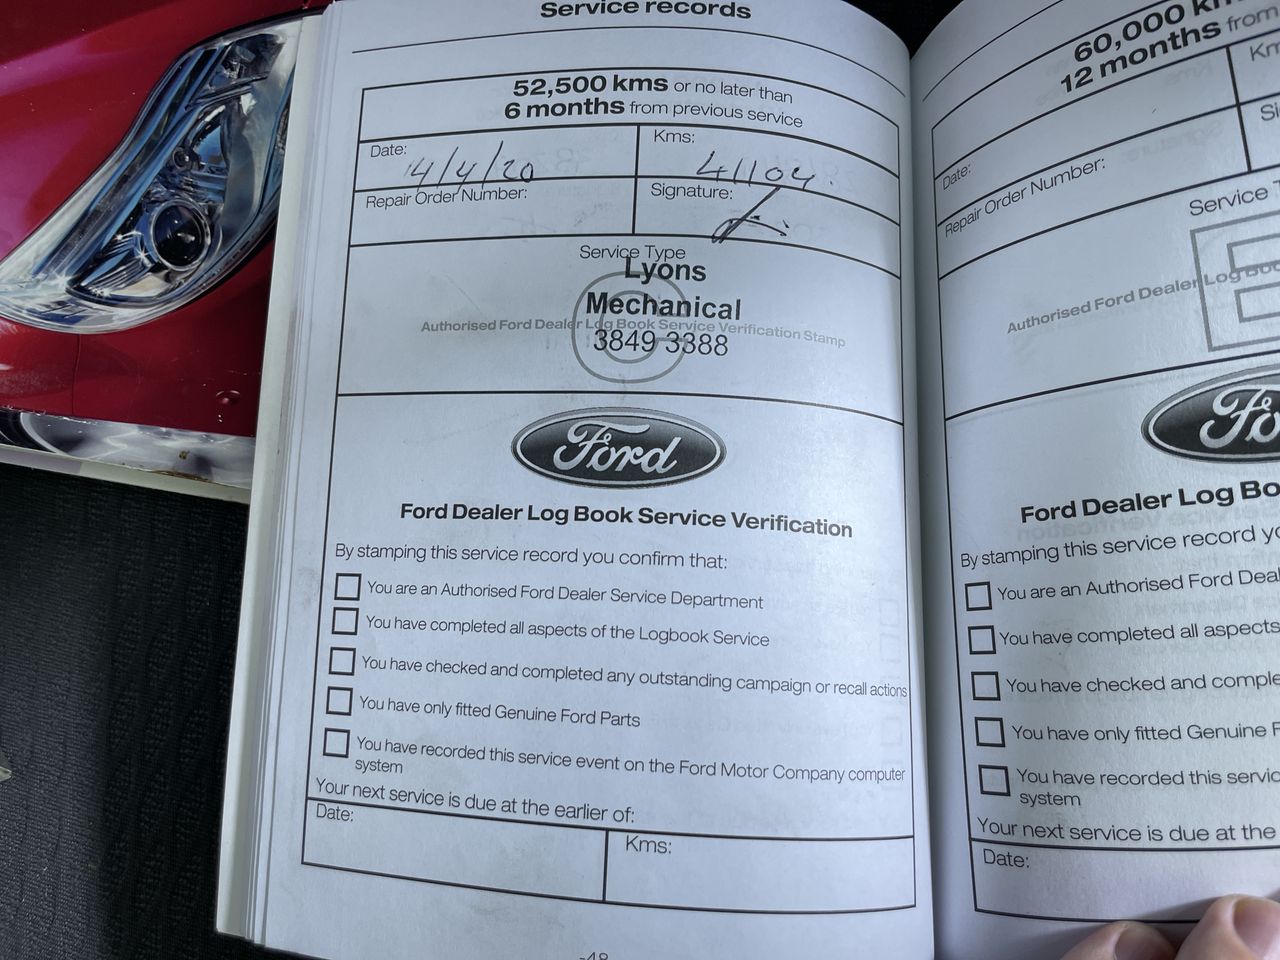 Service records
52,500 kms or no later than
6 months from previous service
Date:
14/4/20
Kms:
41104
Repair Order Number:
Signature:
Service Type
C
Lyons
Mechanical
3849 3388
Authorised Ford Dealer Log Book Service Verification Stamp
Ford
Ford Dealer Log Book Service Verification
By stamping this service record you confirm that:
You are an Authorised Ford Dealer Service Department
You have completed all aspects of the Logbook Service
You have checked and completed any outstanding campaign or recall actions
You have only fitted Genuine Ford Parts
You have recorded this service event on the Ford Motor Company computer
system
Your next service is due at the earlier of:
Date:
Kms:
60,000 km
12 months from
Date:
Km
Repair Order Number:
Si
Service T
E
Authorised Ford Dealer Log Boo
Fo
Ford Dealer Log Bo
By stamping this service record yo
You are an Authorised Ford Deal
You have completed all aspects
You have checked and comple
You have only fitted Genuine F
You have recorded this servic
system
Your next service is due at the
Date: